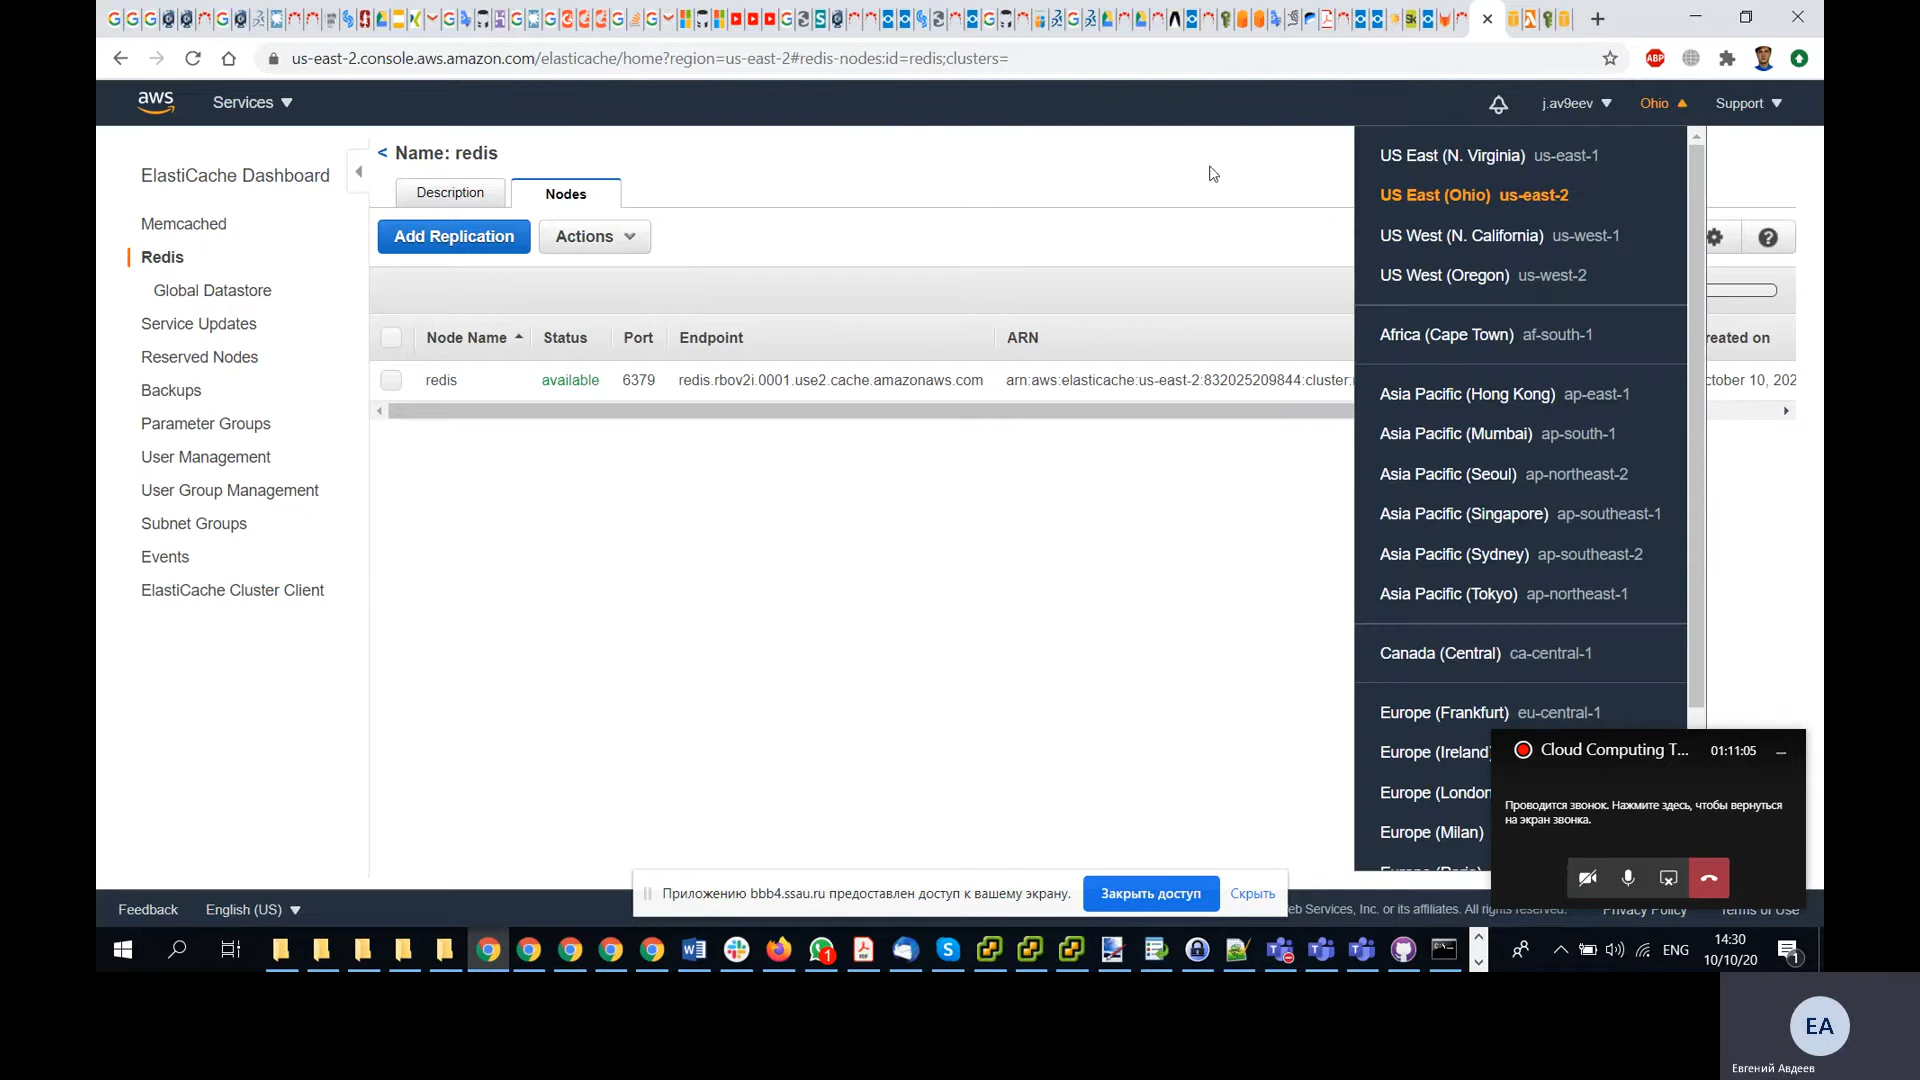 us-east-2.console.aws.amazon.com/elasticache/home?region=us-east-2#redis-nodes:id=redis;clusters=
ABP
aws
Services
j.av9eev
Ohio
Support
ElastiCache Dashboard
Memcached
Redis
Global Datastore
Service Updates
Reserved Nodes
Backups
Parameter Groups
User Management
User Group Management
Subnet Groups
Events
ElastiCache Cluster Client
< Name: redis
Description
Nodes
Add Replication
Actions
Node Name
Status
Port
Endpoint
ARN
reated on
redis
available
6379
redis.rbov2i.0001.use2.cache.amazonaws.com
arn:aws:elasticache:us-east-2:832025209844:cluster:
ctober 10, 202
US East (N. Virginia) us-east-1
US East (Ohio) us-east-2
US West (N. California) us-west-1
US West (Oregon) us-west-2
Africa (Cape Town) af-south-1
Asia Pacific (Hong Kong) ap-east-1
Asia Pacific (Mumbai) ap-south-1
Asia Pacific (Seoul) ap-northeast-2
Asia Pacific (Singapore) ap-southeast-1
Asia Pacific (Sydney) ap-southeast-2
Asia Pacific (Tokyo) ap-northeast-1
Canada (Central) ca-central-1
Europe (Frankfurt) eu-central-1
Europe (Ireland)
Europe (London
Europe (Milan)
Cloud Computing T...
01:11:05
Проводится звонок. Нажмите здесь, чтобы вернуться
на экран звонка.
Приложению bbb4.ssau.ru предоставлен доступ к вашему экрану.
Закрыть доступ
Скрыть
Feedback
English (US)
eb Services, Inc. or its affiliates. All rights reserved.
Privacy Policy
Terms of Use
ENG
14:30
10/10/20
1
EA
Евгений Авдеев